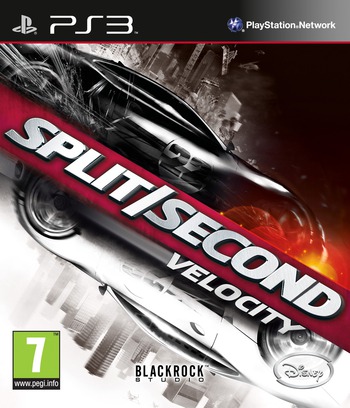 PS3
PlayStation®Network
SPLIT/SECOND
VELOCITY
7
www.pegi.info
BLACKROCK
STUDIO
Disney